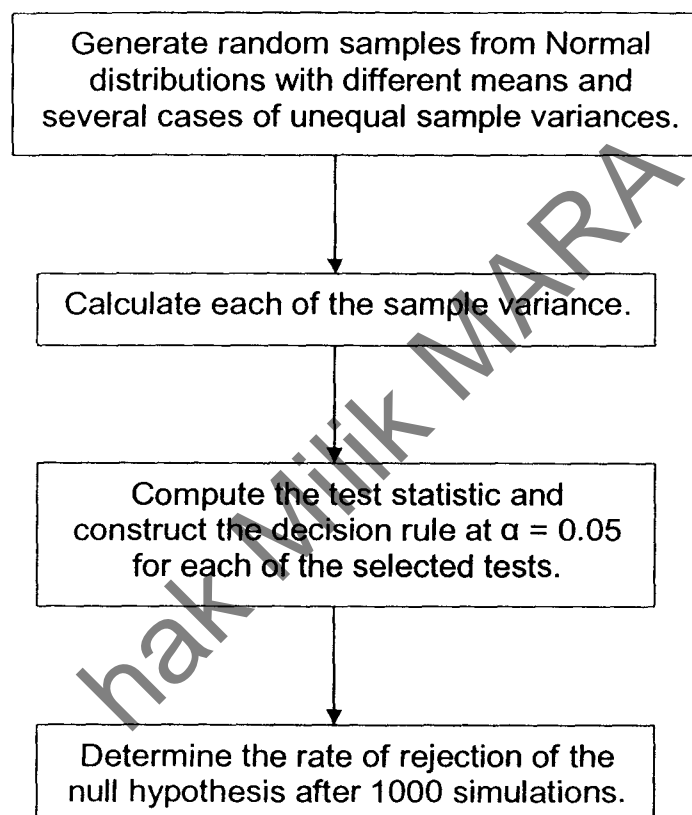 Generate random samples from Normal
distributions with different means and
several cases of unequal sample variances.
Calculate each of the sample variance.
Compute the test statistic and
construct the decision rule at α = 0.05
for each of the selected tests.
Determine the rate of rejection of the
null hypothesis after 1000 simulations.
hak Milik MARA